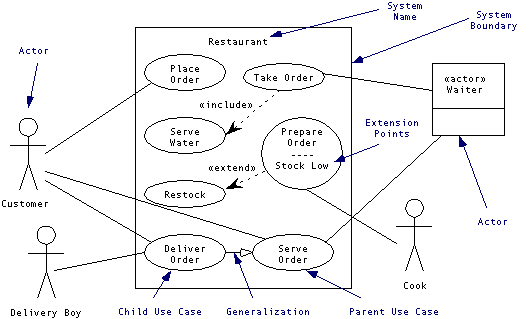 System
Name
System
Boundary
Actor
Restaurant
Place
Order
Take Order
«actor»
Waiter
«include»
Serve
Water
Prepare
Order
----
Stock Low
Extension
Points
«extend»
Restock
Customer
Actor
Deliver
Order
Serve
Order
Cook
Delivery Boy
Child Use Case
Generalization
Parent Use Case